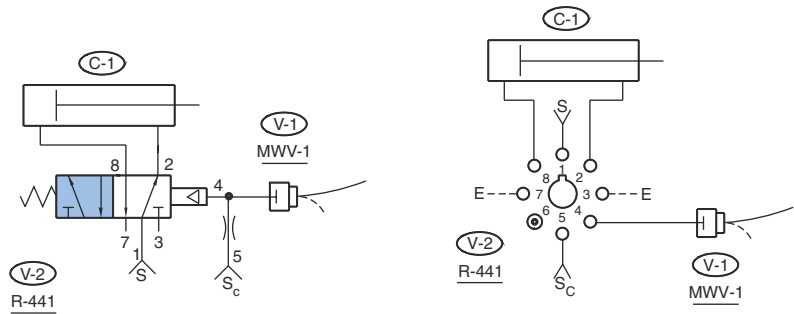 C-1
V-1
MWV-1
8 2
4
7 1 3
S
5
Sc
V-2
R-441
C-1
S
1
8 2
E 7 3 E
6 4
5
V-2
R-441
SC
V-1
MWV-1